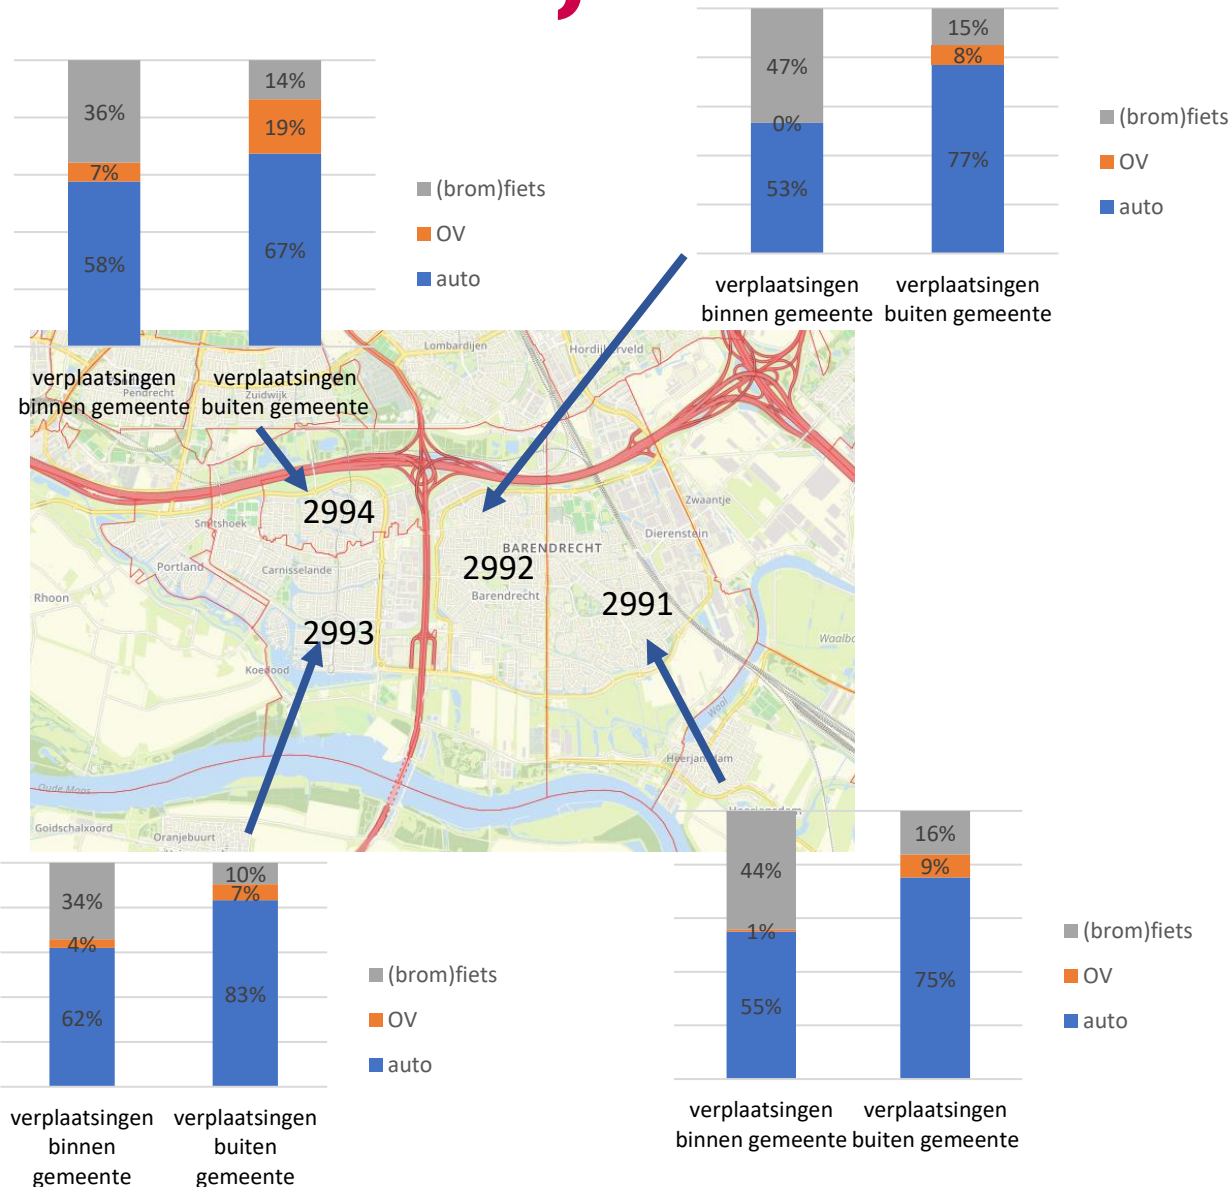 36%
7%
58%
14%
19%
67%
(brom)fiets
OV
auto
verplaatsingen
binnen gemeente
verplaatsingen
buiten gemeente
47%
0%
53%
15%
8%
77%
(brom)fiets
OV
auto
verplaatsingen
binnen gemeente
verplaatsingen
buiten gemeente
Lombardijen
Hordijkerveld
Pendrecht
Zuidwijk
2994
Smitshoek
Zwaantje
Dierenstein
BARENDRECHT
2992
Portland
Carnisselande
Barendrecht
2991
Rhoon
2993
Koedood
Waal
Heerjansdam
Oude Maas
Goidschalxoord
Oranjebuurt
34%
4%
62%
10%
7%
83%
(brom)fiets
OV
auto
verplaatsingen
binnen
gemeente
verplaatsingen
buiten
gemeente
44%
1%
55%
16%
9%
75%
(brom)fiets
OV
auto
verplaatsingen
binnen gemeente
verplaatsingen
buiten gemeente